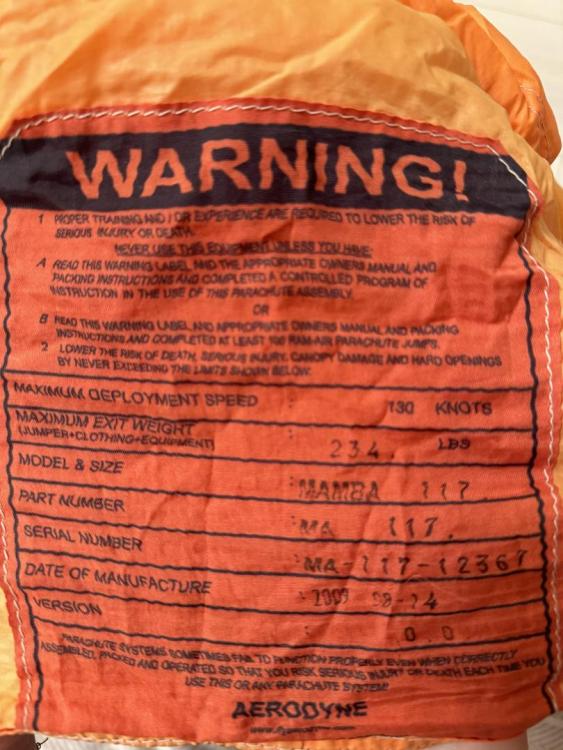 WARNING!
1 PROPER TRAINING AND / OR EXPERIENCE ARE REQUIRED TO LOWER THE RISK OF
SERIOUS INJURY OR DEATH.
NEVER USE THIS EQUIPMENT UNLESS YOU HAVE:
A READ THIS WARNING LABEL AND THE APPROPRIATE OWNERS MANUAL AND
PACKING INSTRUCTIONS AND COMPLETED A CONTROLLED PROGRAM OF
INSTRUCTION IN THE USE OF THIS PARACHUTE ASSEMBLY.
OR
B READ THIS WARNING LABEL AND APPROPRIATE OWNERS MANUAL AND PACKING
INSTRUCTIONS AND COMPLETED AT LEAST 100 RAM-AIR PARACHUTE JUMPS.
2 LOWER THE RISK OF DEATH, SERIOUS INJURY, CANOPY DAMAGE AND HARD OPENINGS
BY NEVER EXCEEDING THE LIMITS SHOWN BELOW.
MAXIMUM DEPLOYMENT SPEED : 130 KNOTS
MAXIMUM EXIT WEIGHT
(JUMPER+CLOTHING+EQUIPMENT) : 234. LBS
MODEL & SIZE : MAMBA 117
PART NUMBER : MA 117.
SERIAL NUMBER : MA-117-12367
DATE OF MANUFACTURE : 2009 08-14
VERSION : 0.0
PARACHUTE SYSTEMS SOMETIMES FAIL TO FUNCTION PROPERLY EVEN WHEN CORRECTLY
ASSEMBLED, PACKED AND OPERATED SO THAT YOU RISK SERIOUS INJURY OR DEATH EACH TIME YOU
USE THIS OR ANY PARACHUTE SYSTEM!
AERODYNE